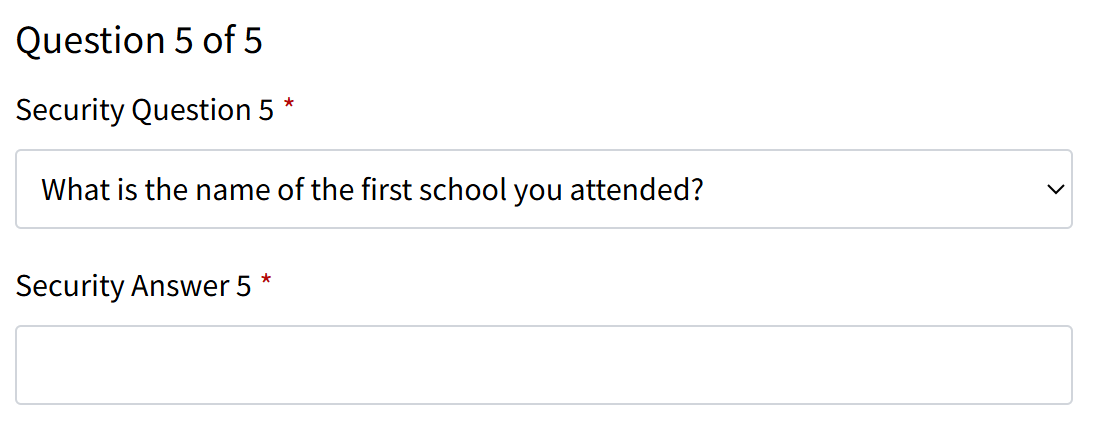 Question 5 of 5
Security Question 5 *
What is the name of the first school you attended?
Security Answer 5 *